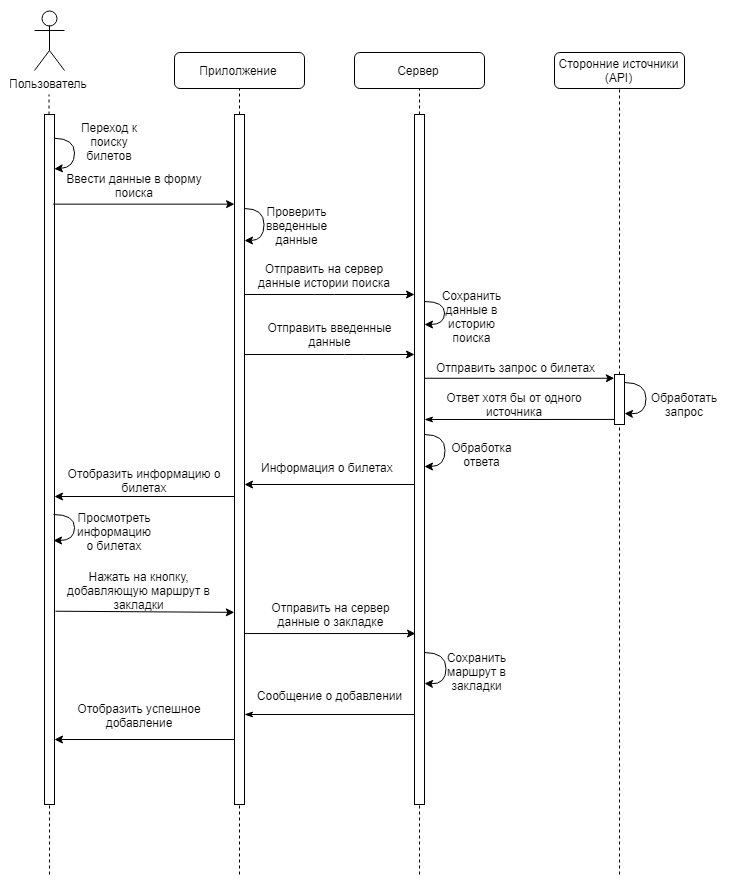 Пользователь
Прилолжение
Сервер
Сторонние источники
(API)
Переход к
поиску
билетов
Ввести данные в форму
поиска
Проверить
введенные
данные
Отправить на сервер
данные истории поиска
Сохранить
данные в
историю
поиска
Отправить введенные
данные
Отправить запрос о билетах
Обработать
запрос
Ответ хотя бы от одного
источника
Обработка
ответа
Информация о билетах
Отобразить информацию о
билетах
Просмотреть
информацию
о билетах
Нажать на кнопку,
добавляющую маршрут в
закладки
Отправить на сервер
данные о закладке
Сохранить
маршрут в
закладки
Сообщение о добавлении
Отобразить успешное
добавление